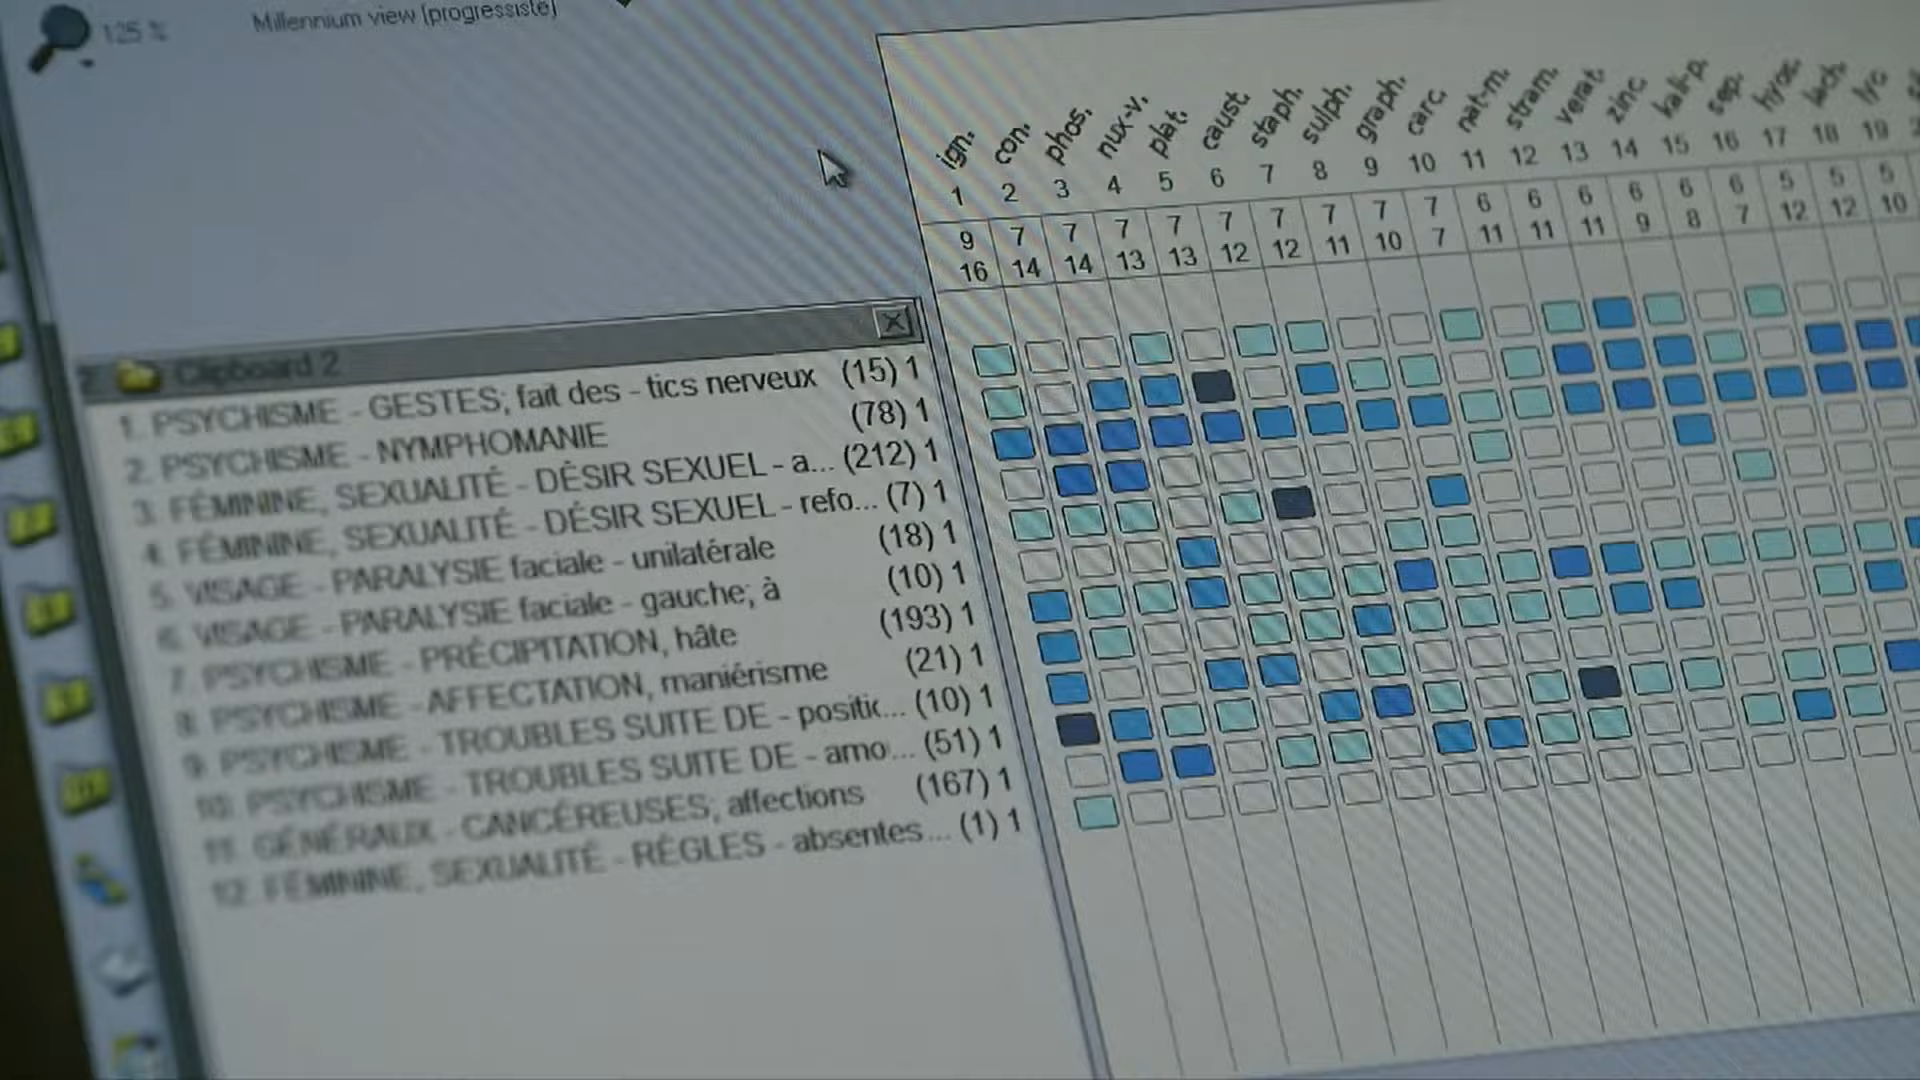 125 %
Millennium view (progressiste)
ign. con. phos. nux-v. plat. caust. staph. sulph. graph. carc. nat-m. stram. verat. zinc. kali-p. sep. hyos. lach. lyc
1 2 3 4 5 6 7 8 9 10 11 12 13 14 15 16 17 18 19
9 7 7 7 7 7 7 7 7 7 6 6 6 6 6 6 5 5 5
16 14 14 13 13 12 12 11 10 7 11 11 11 9 8 7 12 12 10
Clipboard 2
1. PSYCHISME - GESTES; fait des - tics nerveux (15) 1
2. PSYCHISME - NYMPHOMANIE (78) 1
3. FÉMININE, SEXUALITÉ - DÉSIR SEXUEL - a... (212) 1
4. FÉMININE, SEXUALITÉ - DÉSIR SEXUEL - refo... (7) 1
5. VISAGE - PARALYSIE faciale - unilatérale (18) 1
6. VISAGE - PARALYSIE faciale - gauche; à (10) 1
7. PSYCHISME - PRÉCIPITATION, hâte (193) 1
8. PSYCHISME - AFFECTATION, maniérisme (21) 1
9. PSYCHISME - TROUBLES SUITE DE - positic... (10) 1
10. PSYCHISME - TROUBLES SUITE DE - amo... (51) 1
11. GÉNÉRAUX - CANCÉREUSES; affections (167) 1
12. FÉMININE, SEXUALITÉ - RÈGLES - absentes... (1) 1